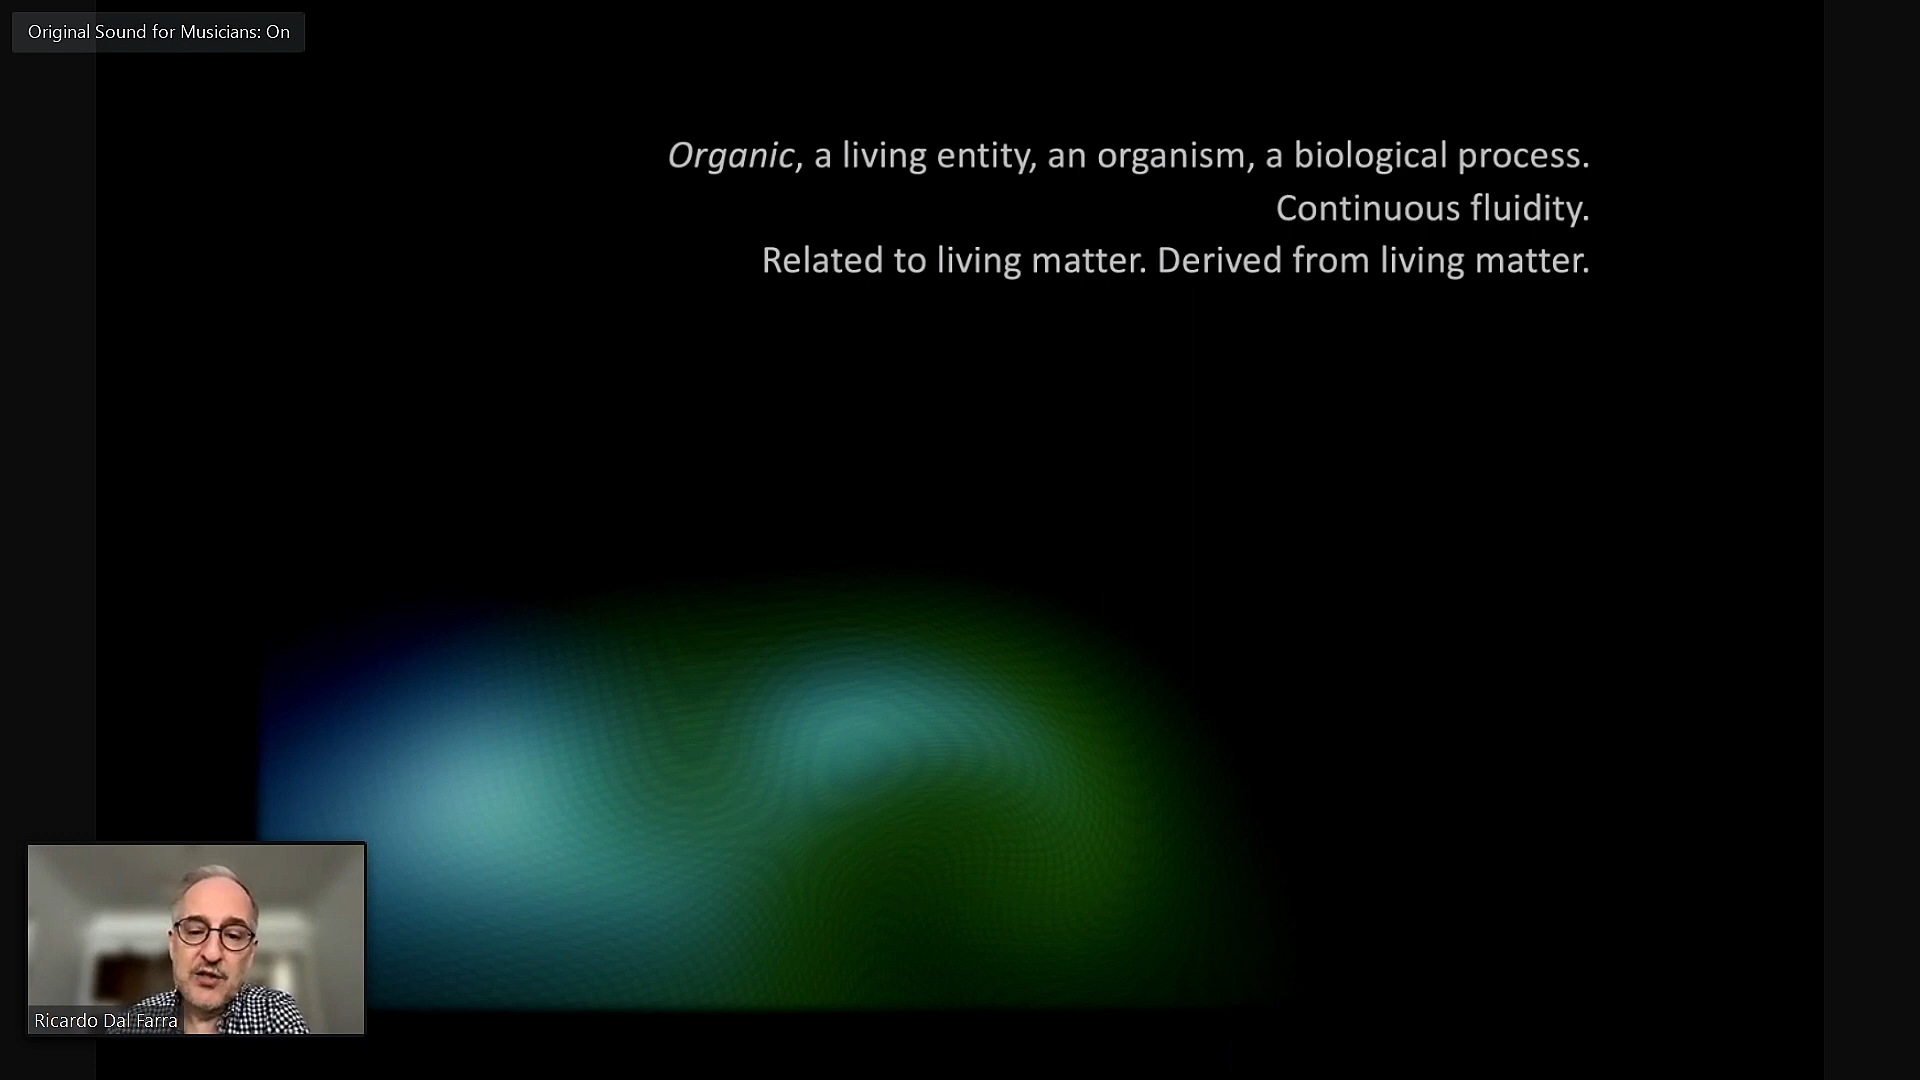 Original Sound for Musicians: On
Organic, a living entity, an organism, a biological process.
Continuous fluidity.
Related to living matter. Derived from living matter.
Ricardo Dal Farra